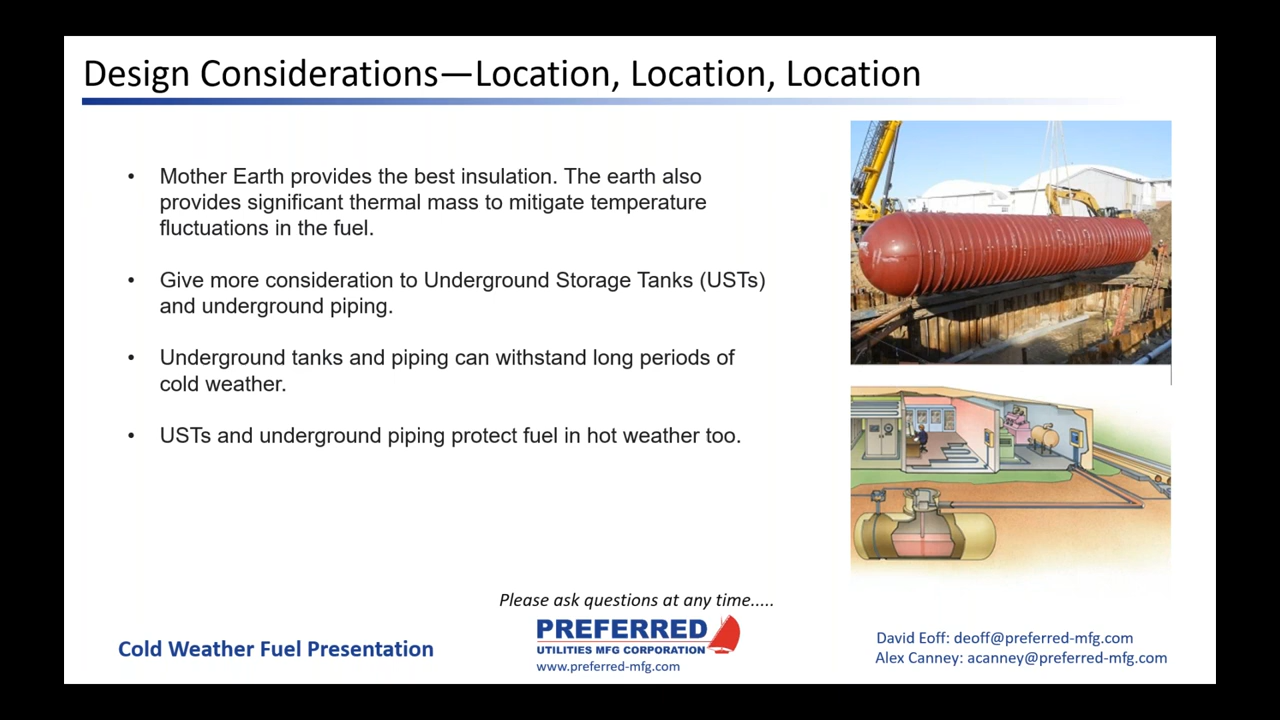 Design Considerations—Location, Location, Location
• Mother Earth provides the best insulation. The earth also
provides significant thermal mass to mitigate temperature
fluctuations in the fuel.
• Give more consideration to Underground Storage Tanks (USTs)
and underground piping.
• Underground tanks and piping can withstand long periods of
cold weather.
• USTs and underground piping protect fuel in hot weather too.
Please ask questions at any time.....
Cold Weather Fuel Presentation
PREFERRED
UTILITIES MFG CORPORATION
www.preferred-mfg.com
David Eoff: deoff@preferred-mfg.com
Alex Canney: acanney@preferred-mfg.com